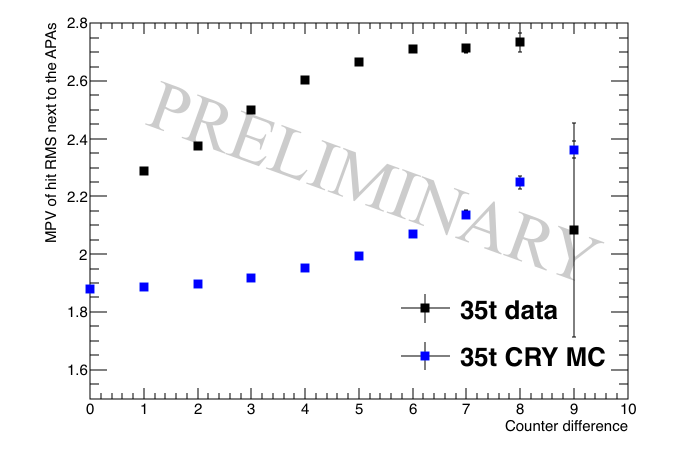 MPV of hit RMS next to the APAs
2.8
2.6
2.4
2.2
2
1.8
1.6
PRELIMINARY
35t data
35t CRY MC
0 1 2 3 4 5 6 7 8 9 10
Counter difference